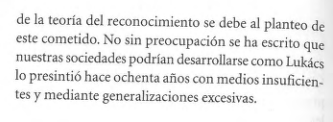 de la teoría del reconocimiento se debe al planteo de
este cometido. No sin preocupación se ha escrito que
nuestras sociedades podrían desarrollarse como Lukács
lo presintió hace ochenta años con medios insuficien-
tes y mediante generalizaciones excesivas.